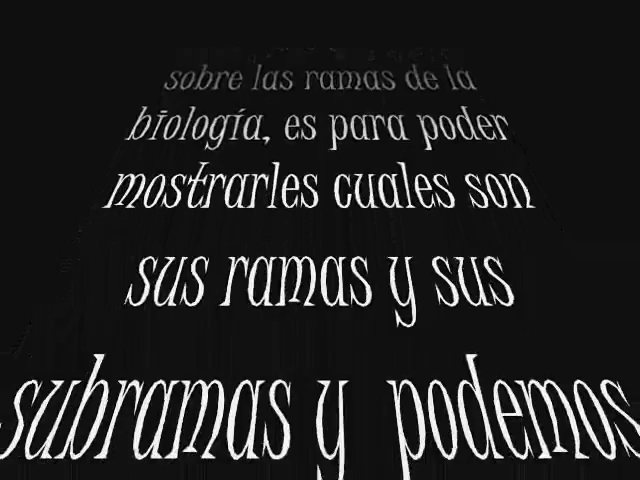 sobre las ramas de la
biología, es para poder
mostrarles cuales son
sus ramas y sus
subramas y podemos